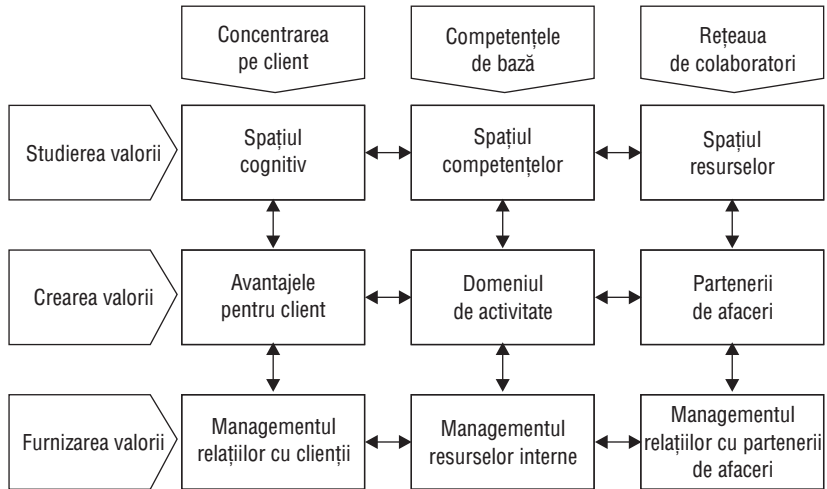 Concentrarea
pe client
Competențele
de bază
Rețeaua
de colaboratori
Studierea valorii
Spațiul
cognitiv
Spațiul
competențelor
Spațiul
resurselor
Crearea valorii
Avantajele
pentru client
Domeniul
de activitate
Partenerii
de afaceri
Furnizarea valorii
Managementul
relațiilor cu clienții
Managementul
resurselor interne
Managementul
relațiilor cu partenerii
de afaceri